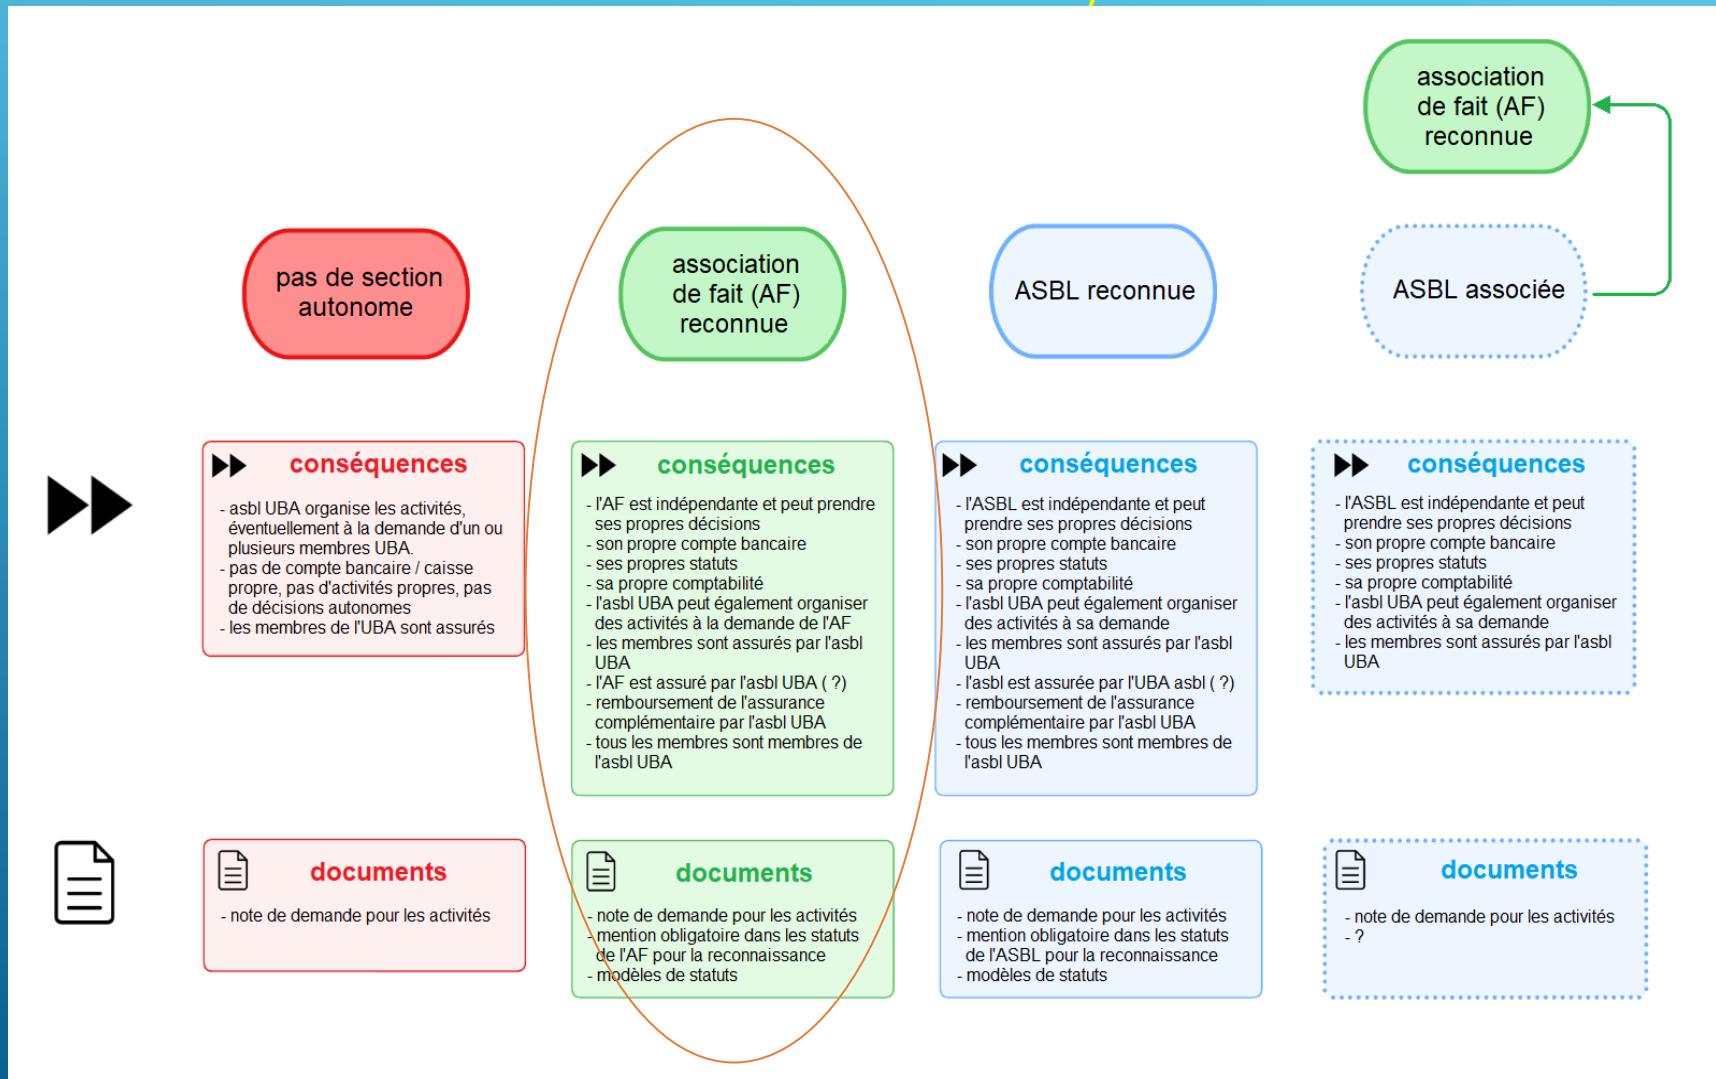 association
de fait (AF)
reconnue
pas de section
autonome
association
de fait (AF)
reconnue
ASBL reconnue
ASBL associée
conséquences
- asbl UBA organise les activités,
éventuellement à la demande d'un ou
plusieurs membres UBA.
- pas de compte bancaire / caisse
propre, pas d'activités propres, pas
de décisions autonomes
- les membres de l'UBA sont assurés
conséquences
- l'AF est indépendante et peut prendre
ses propres décisions
- son propre compte bancaire
- ses propres statuts
- sa propre comptabilité
- l'asbl UBA peut également organiser
des activités à la demande de l'AF
- les membres sont assurés par l'asbl
UBA
- l'AF est assuré par l'asbl UBA ( ?)
- remboursement de l'assurance
complémentaire par l'asbl UBA
- tous les membres sont membres de
l'asbl UBA
conséquences
- l'ASBL est indépendante et peut
prendre ses propres décisions
- son propre compte bancaire
- ses propres statuts
- sa propre comptabilité
- l'asbl UBA peut également organiser
des activités à sa demande
- les membres sont assurés par l'asbl
UBA
- l'asbl est assurée par l'UBA asbl ( ?)
- remboursement de l'assurance
complémentaire par l'asbl UBA
- tous les membres sont membres de
l'asbl UBA
conséquences
- l'ASBL est indépendante et peut
prendre ses propres décisions
- son propre compte bancaire
- ses propres statuts
- sa propre comptabilité
- l'asbl UBA peut également organiser
des activités à sa demande
- les membres sont assurés par l'asbl
UBA
documents
- note de demande pour les activités
documents
- note de demande pour les activités
- mention obligatoire dans les statuts
de l'AF pour la reconnaissance
- modèles de statuts
documents
- note de demande pour les activités
- mention obligatoire dans les statuts
de l'ASBL pour la reconnaissance
- modèles de statuts
documents
- note de demande pour les activités
- ?